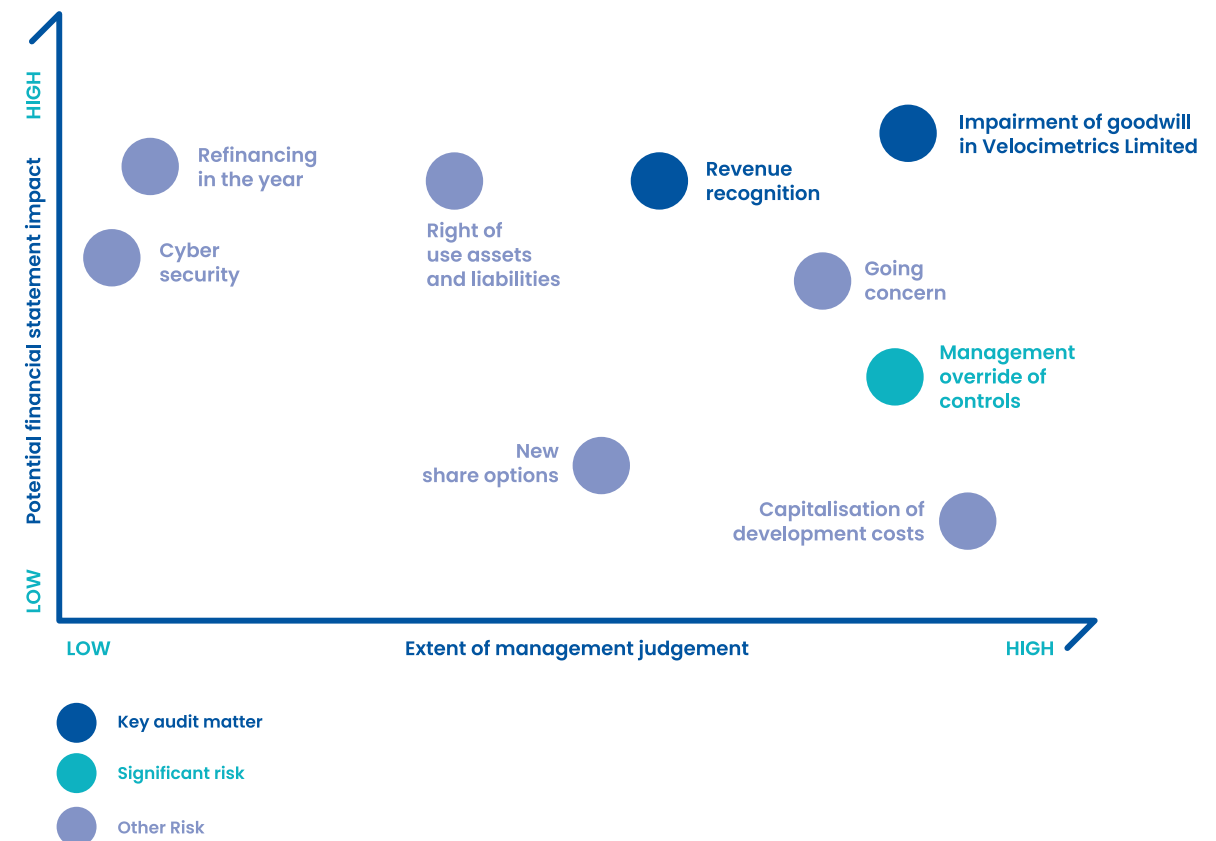 HIGH
Potential financial statement impact
LOW
Impairment of goodwill
in Velocimetrics Limited
Refinancing
in the year
Revenue
recognition
Right of
use assets
and liabilities
Cyber
security
Going
concern
Management
override of
controls
New
share options
Capitalisation of
development costs
LOW
Extent of management judgement
HIGH
Key audit matter
Significant risk
Other Risk